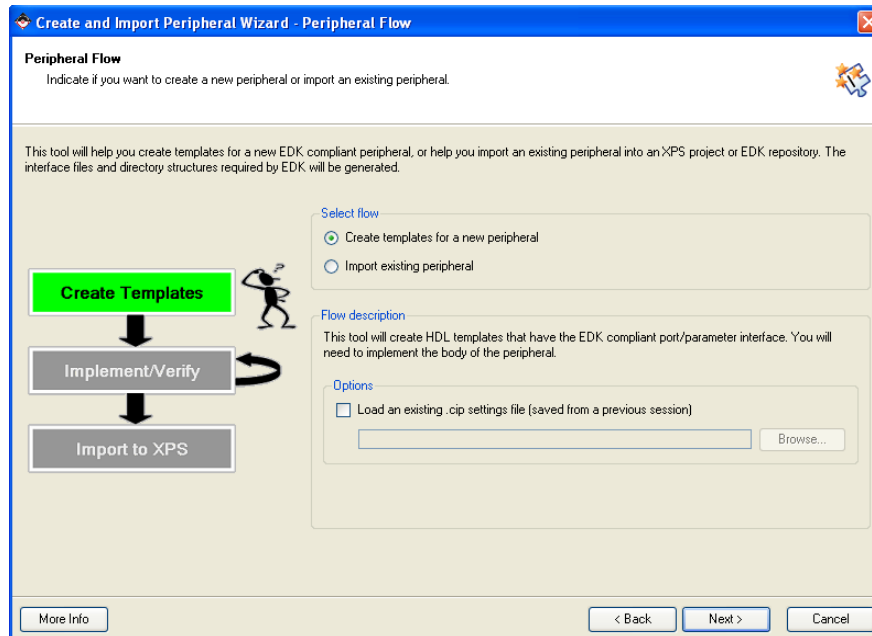 Create and Import Peripheral Wizard - Peripheral Flow
Peripheral Flow
Indicate if you want to create a new peripheral or import an existing peripheral.
This tool will help you create templates for a new EDK compliant peripheral, or help you import an existing peripheral into an XPS project or EDK repository. The
interface files and directory structures required by EDK will be generated.
Select flow
Create templates for a new peripheral
Import existing peripheral
Create Templates
Implement/Verify
Import to XPS
Flow description
This tool will create HDL templates that have the EDK compliant port/parameter interface. You will
need to implement the body of the peripheral.
Options
Load an existing .cip settings file (saved from a previous session)
Browse...
More Info
< Back
Next >
Cancel